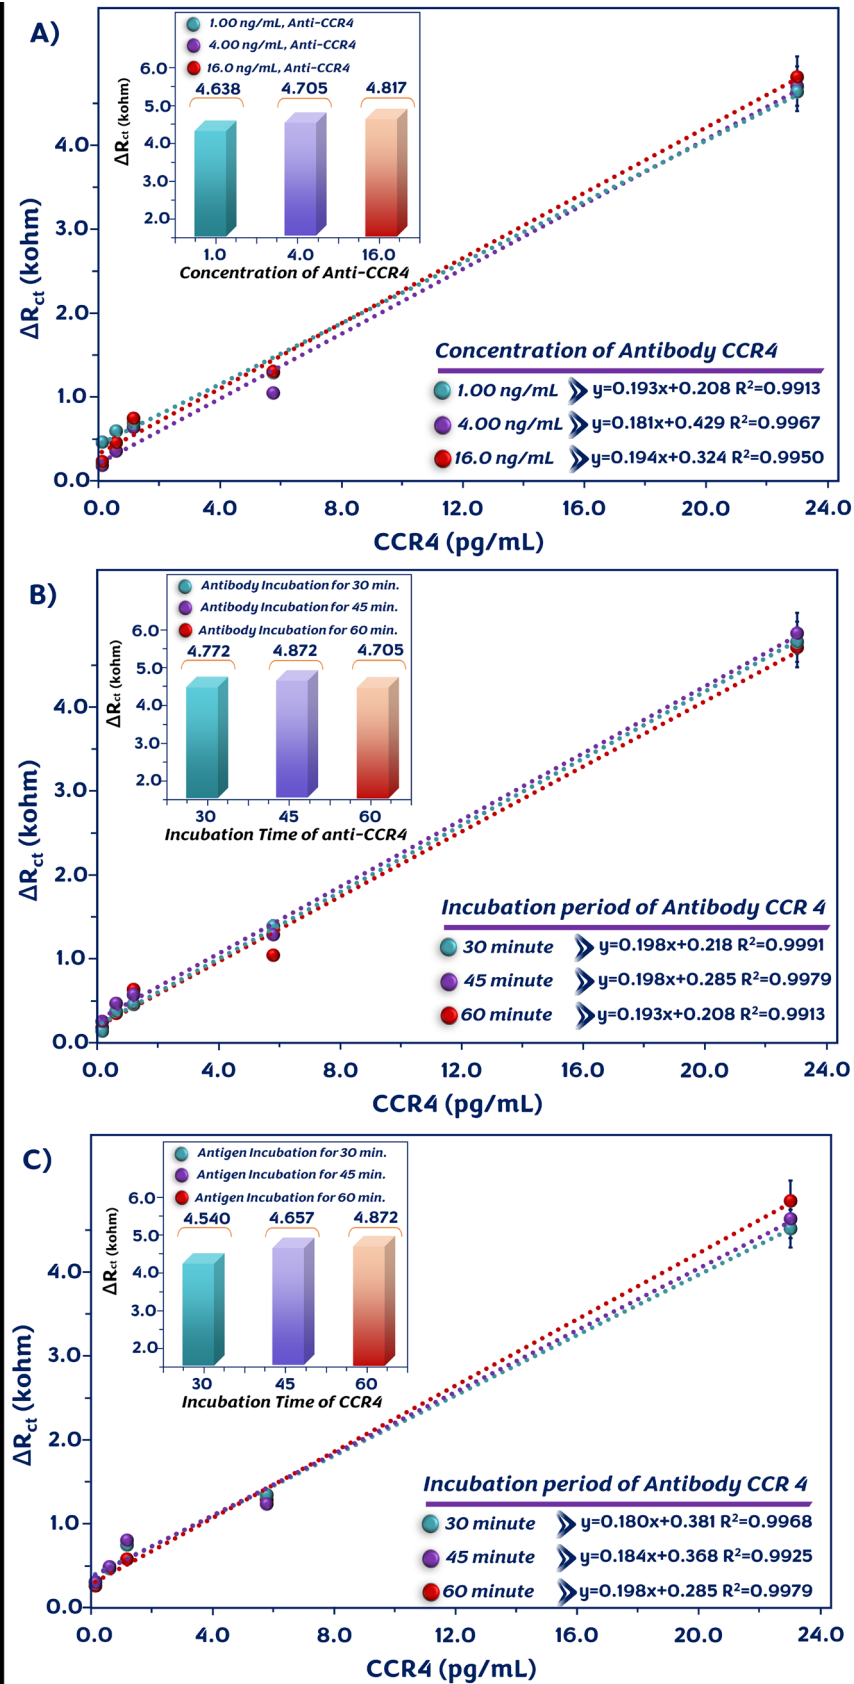 A)
1.00 ng/mL, Anti-CCR4
4.00 ng/mL, Anti-CCR4
16.0 ng/mL, Anti-CCR4
6.0
5.0
4.0
3.0
2.0
ΔRct (kohm)
4.638 4.705 4.817
1.0 4.0 16.0
Concentration of Anti-CCR4
4.0
3.0
2.0
1.0
0.0
ΔRct (kohm)
Concentration of Antibody CCR4
1.00 ng/mL y=0.193x+0.208 R²=0.9913
4.00 ng/mL y=0.181x+0.429 R²=0.9967
16.0 ng/mL y=0.194x+0.324 R²=0.9950
0.0 4.0 8.0 12.0 16.0 20.0 24.0
CCR4 (pg/mL)
B)
Antibody Incubation for 30 min.
Antibody Incubation for 45 min.
Antibody Incubation for 60 min.
6.0
5.0
4.0
3.0
2.0
ΔRct (kohm)
4.772 4.872 4.705
30 45 60
Incubation Time of anti-CCR4
4.0
3.0
2.0
1.0
0.0
ΔRct (kohm)
Incubation period of Antibody CCR 4
30 minute y=0.198x+0.218 R²=0.9991
45 minute y=0.198x+0.285 R²=0.9979
60 minute y=0.193x+0.208 R²=0.9913
0.0 4.0 8.0 12.0 16.0 20.0 24.0
CCR4 (pg/mL)
C)
Antigen Incubation for 30 min.
Antigen Incubation for 45 min.
Antigen Incubation for 60 min.
6.0
5.0
4.0
3.0
2.0
ΔRct (kohm)
4.540 4.657 4.872
30 45 60
Incubation Time of CCR4
4.0
3.0
2.0
1.0
0.0
ΔRct (kohm)
Incubation period of Antibody CCR 4
30 minute y=0.180x+0.381 R²=0.9968
45 minute y=0.184x+0.368 R²=0.9925
60 minute y=0.198x+0.285 R²=0.9979
0.0 4.0 8.0 12.0 16.0 20.0 24.0
CCR4 (pg/mL)